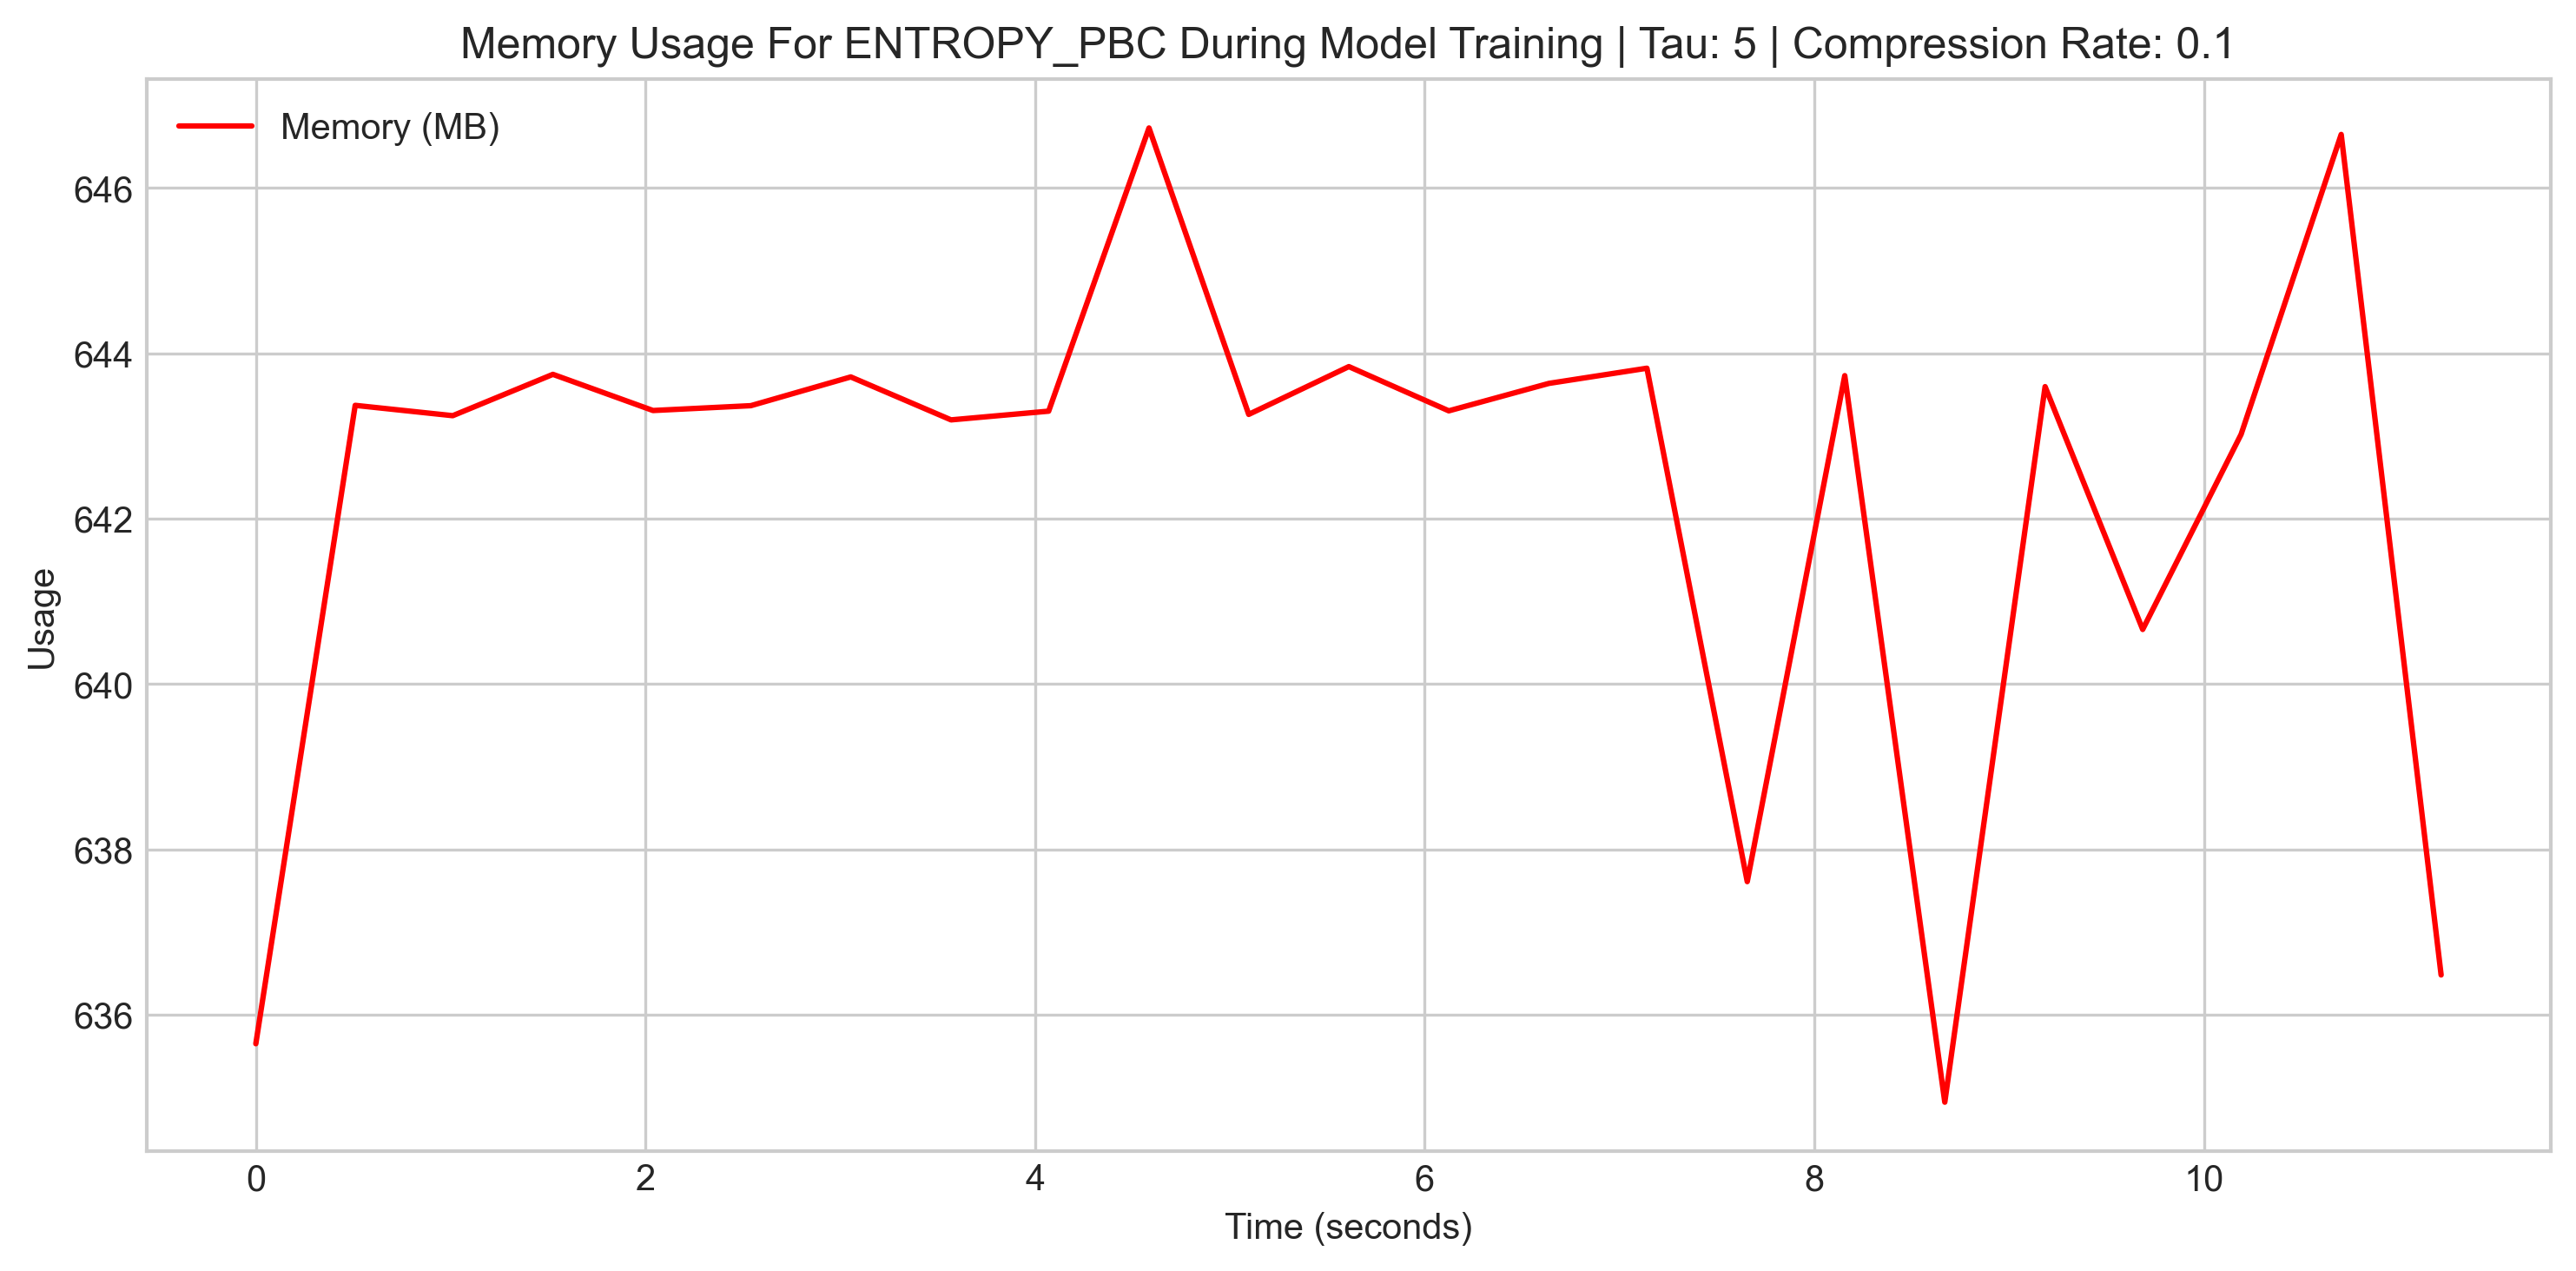 Memory Usage For ENTROPY_PBC During Model Training | Tau: 5 | Compression Rate: 0.1
Memory (MB)
646
644
642
640
638
636
Usage
0 2 4 6 8 10
Time (seconds)